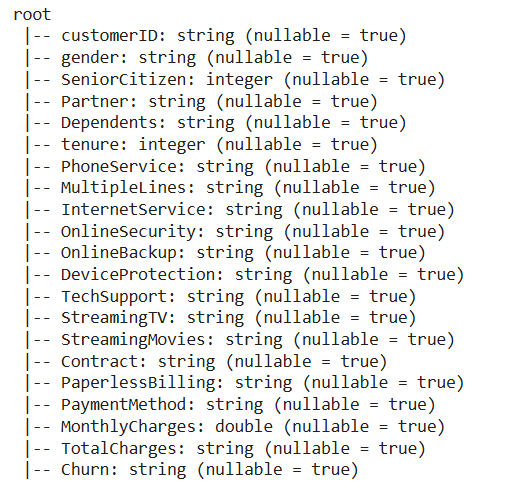 root
 |-- customerID: string (nullable = true)
 |-- gender: string (nullable = true)
 |-- SeniorCitizen: integer (nullable = true)
 |-- Partner: string (nullable = true)
 |-- Dependents: string (nullable = true)
 |-- tenure: integer (nullable = true)
 |-- PhoneService: string (nullable = true)
 |-- MultipleLines: string (nullable = true)
 |-- InternetService: string (nullable = true)
 |-- OnlineSecurity: string (nullable = true)
 |-- OnlineBackup: string (nullable = true)
 |-- DeviceProtection: string (nullable = true)
 |-- TechSupport: string (nullable = true)
 |-- StreamingTV: string (nullable = true)
 |-- StreamingMovies: string (nullable = true)
 |-- Contract: string (nullable = true)
 |-- PaperlessBilling: string (nullable = true)
 |-- PaymentMethod: string (nullable = true)
 |-- MonthlyCharges: double (nullable = true)
 |-- TotalCharges: string (nullable = true)
 |-- Churn: string (nullable = true)